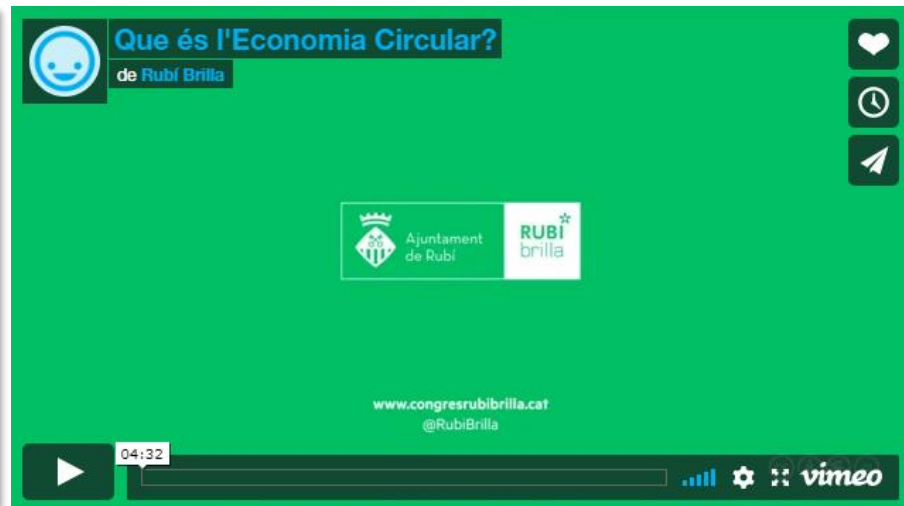 Que és l'Economia Circular?
de Rubí Brilla
Ajuntament
de Rubí
RUBÍ
brilla
www.congresrubibrilla.cat
@RubiBrilla
04:32
vimeo